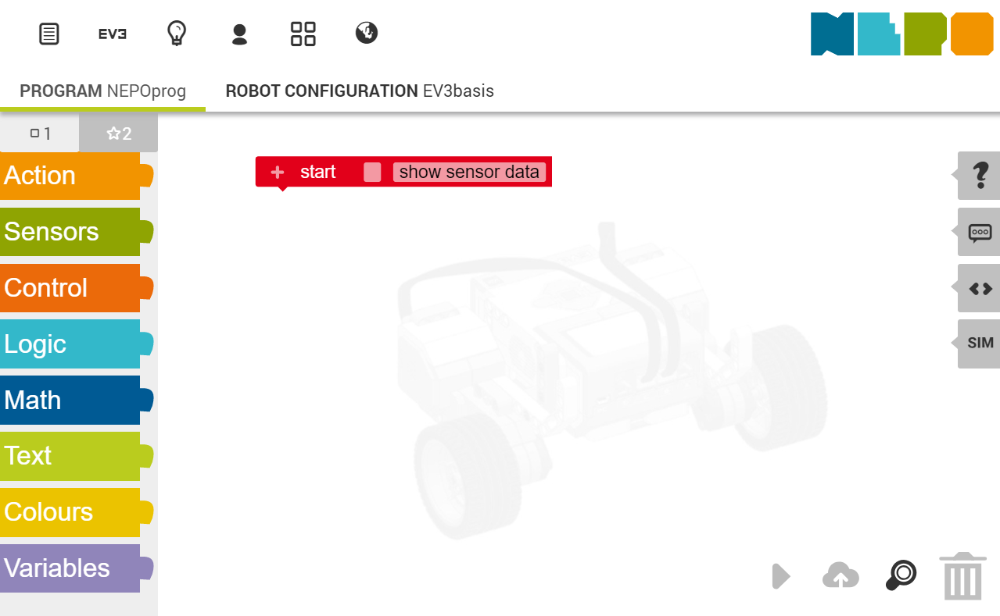 EV3
NEPO
PROGRAM NEPOprog
ROBOT CONFIGURATION EV3basis
1
2
Action
Sensors
Control
Logic
Math
Text
Colours
Variables
+ start show sensor data
?
SIM